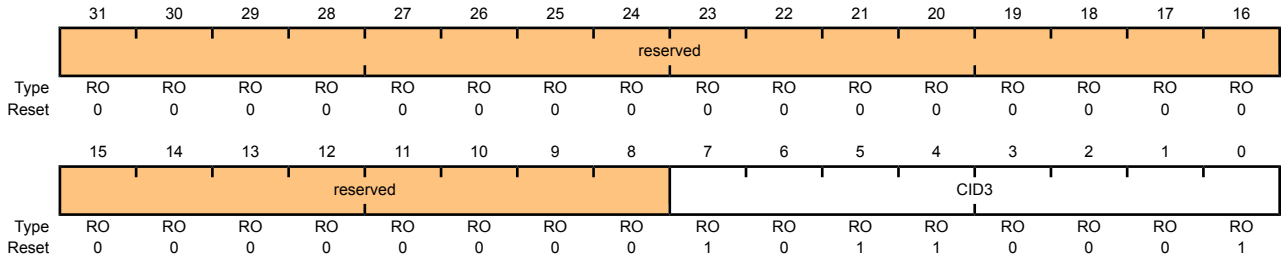 31 30 29 28 27 26 25 24 23 22 21 20 19 18 17 16
reserved
Type RO RO RO RO RO RO RO RO RO RO RO RO RO RO RO RO
Reset 0 0 0 0 0 0 0 0 0 0 0 0 0 0 0 0
15 14 13 12 11 10 9 8 7 6 5 4 3 2 1 0
reserved CID3
Type RO RO RO RO RO RO RO RO RO RO RO RO RO RO RO RO
Reset 0 0 0 0 0 0 0 0 1 0 1 1 0 0 0 1